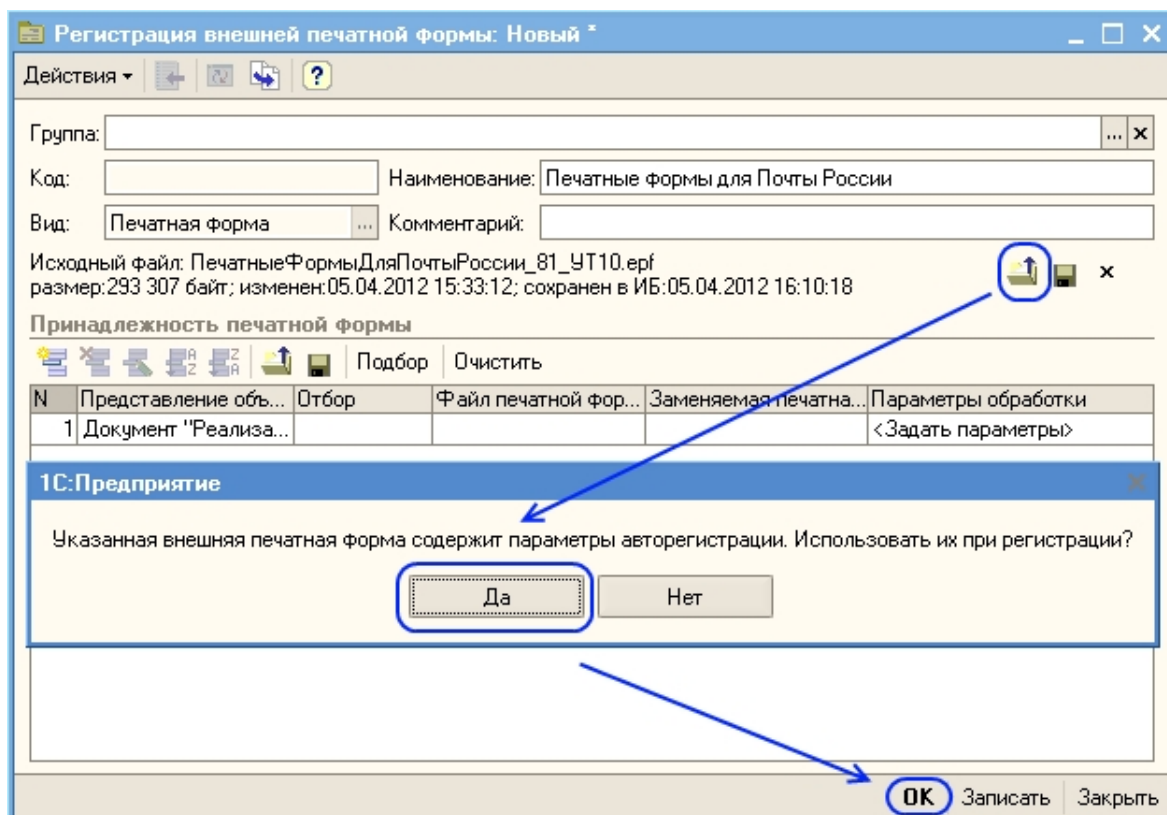 Регистрация внешней печатной формы: Новый *
Действия
Группа:
Код: Наименование: Печатные формы для Почты России
Вид: Печатная форма ... Комментарий:
Исходный файл: ПечатныеФормыДляПочтыРоссии_81_УТ10.epf
размер:293 307 байт; изменен:05.04.2012 15:33:12; сохранен в ИБ:05.04.2012 16:10:18
Принадлежность печатной формы
Подбор Очистить
N Представление объ... Отбор Файл печатной фор... Заменяемая печатна... Параметры обработки
1 Документ "Реализа... <Задать параметры>
1С:Предприятие
Указанная внешняя печатная форма содержит параметры авторегистрации. Использовать их при регистрации?
Да Нет
OK Записать Закрыть